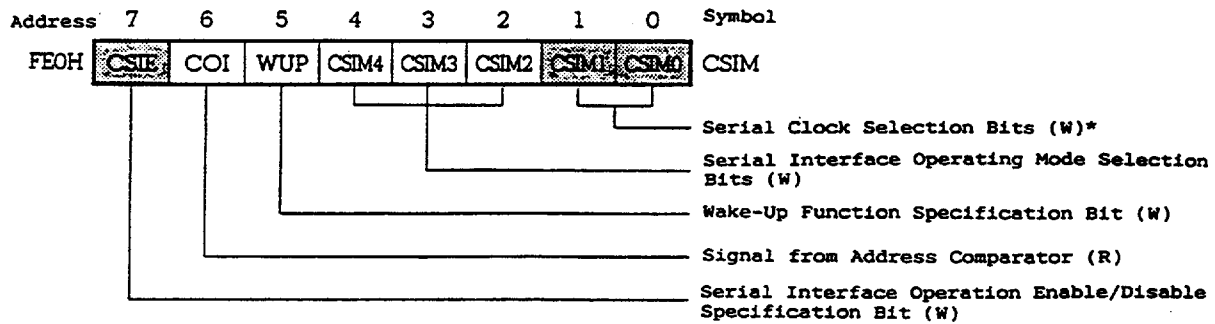 Address 7 6 5 4 3 2 1 0 Symbol
FE0H CSIE COI WUP CSIM4 CSIM3 CSIM2 CSIM1 CSIM0 CSIM
Serial Clock Selection Bits (W)*
Serial Interface Operating Mode Selection
Bits (W)
Wake-Up Function Specification Bit (W)
Signal from Address Comparator (R)
Serial Interface Operation Enable/Disable
Specification Bit (W)